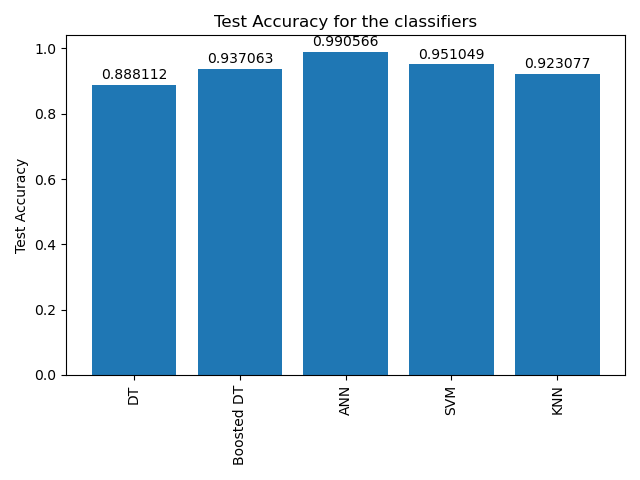 Test Accuracy for the classifiers
1.0
0.8
0.6
0.4
0.2
0.0
Test Accuracy
0.888112
0.937063
0.990566
0.951049
0.923077
DT
Boosted DT
ANN
SVM
KNN